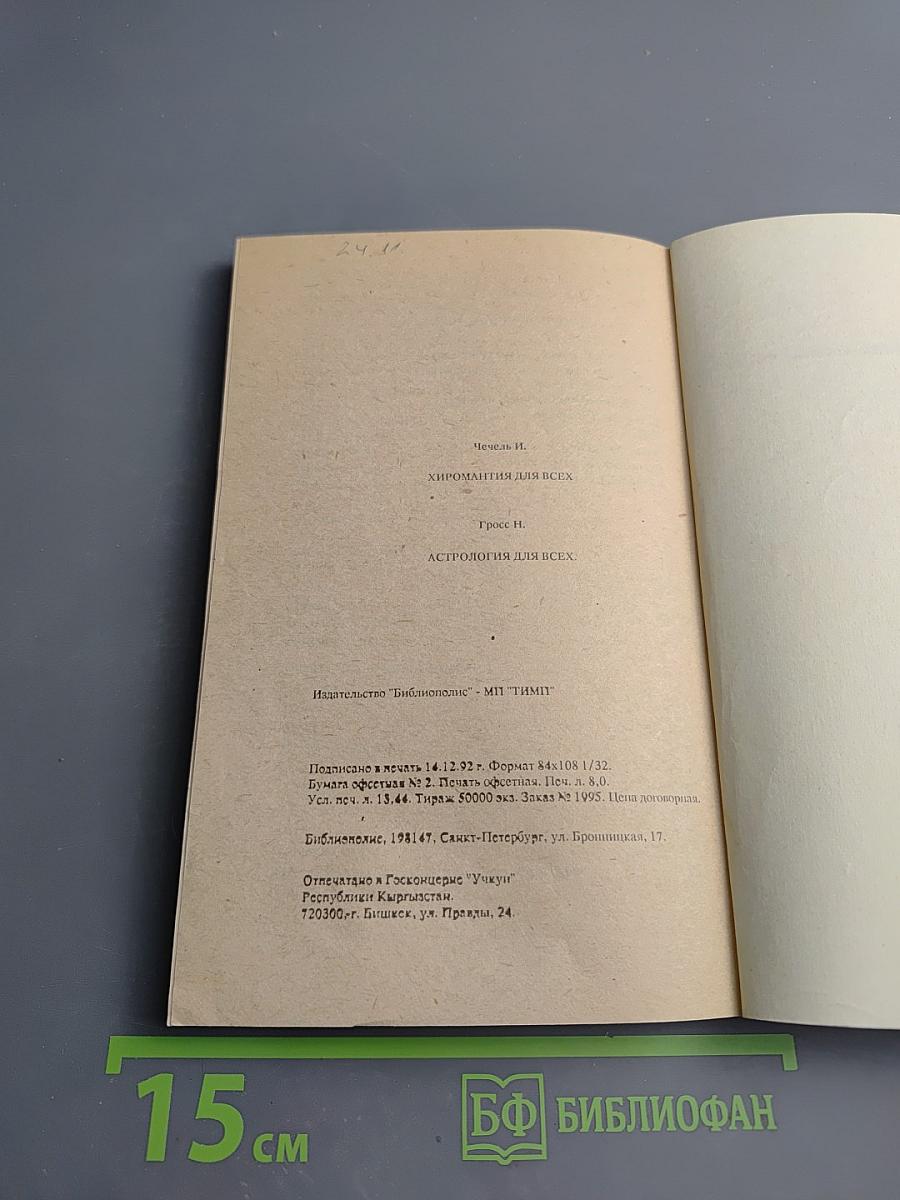 24.11
Чечель И.
ХИРОМАНТИЯ ДЛЯ ВСЕХ
Гросс Н.
АСТРОЛОГИЯ ДЛЯ ВСЕХ.
Издательство "Библиополис" - МП "ТИМП"
Подписано в печать 14.12.92 г. Формат 84х108 1/32.
Бумага офсетная № 2. Печать офсетная. Печ. л. 8,0.
Усл. печ. л. 13,44. Тираж 50000 экз. Заказ № 1995. Цена договорная.
Библиополис, 198147, Санкт-Петербург, ул. Бронницкая, 17.
Отпечатано в Госконцерне "Учкун"
Республики Кыргызстан.
720300, г. Бишкек, ул. Правды, 24.
15 см
БФ БИБЛИОФАН